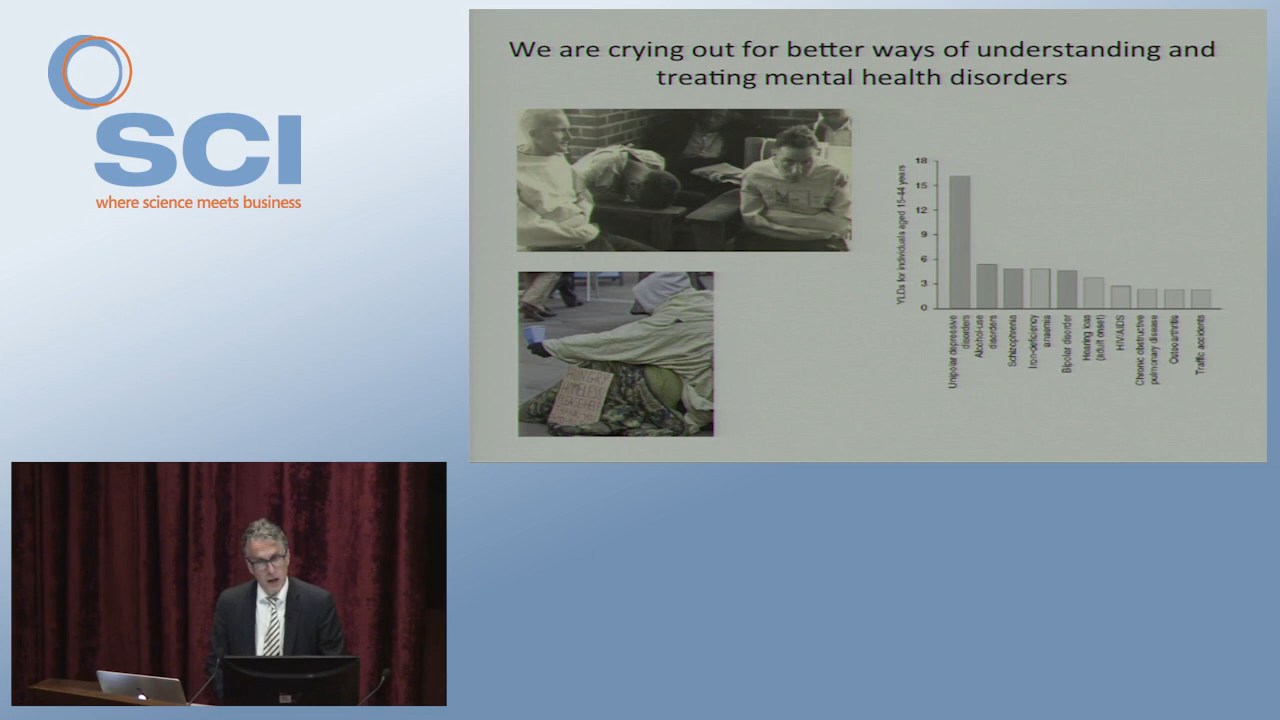 SCI
where science meets business
We are crying out for better ways of understanding and
treating mental health disorders
HUNGRY
HOMELESS
YLDs for individuals aged 15-44 years
18
15
12
9
6
3
0
Unipolar depressive
disorders
Alcohol-use
disorders
Schizophrenia
Iron-deficiency
anaemia
Bipolar disorder
Hearing loss
(adult onset)
HIV/AIDS
Chronic obstructive
pulmonary disease
Osteoarthritis
Traffic accidents